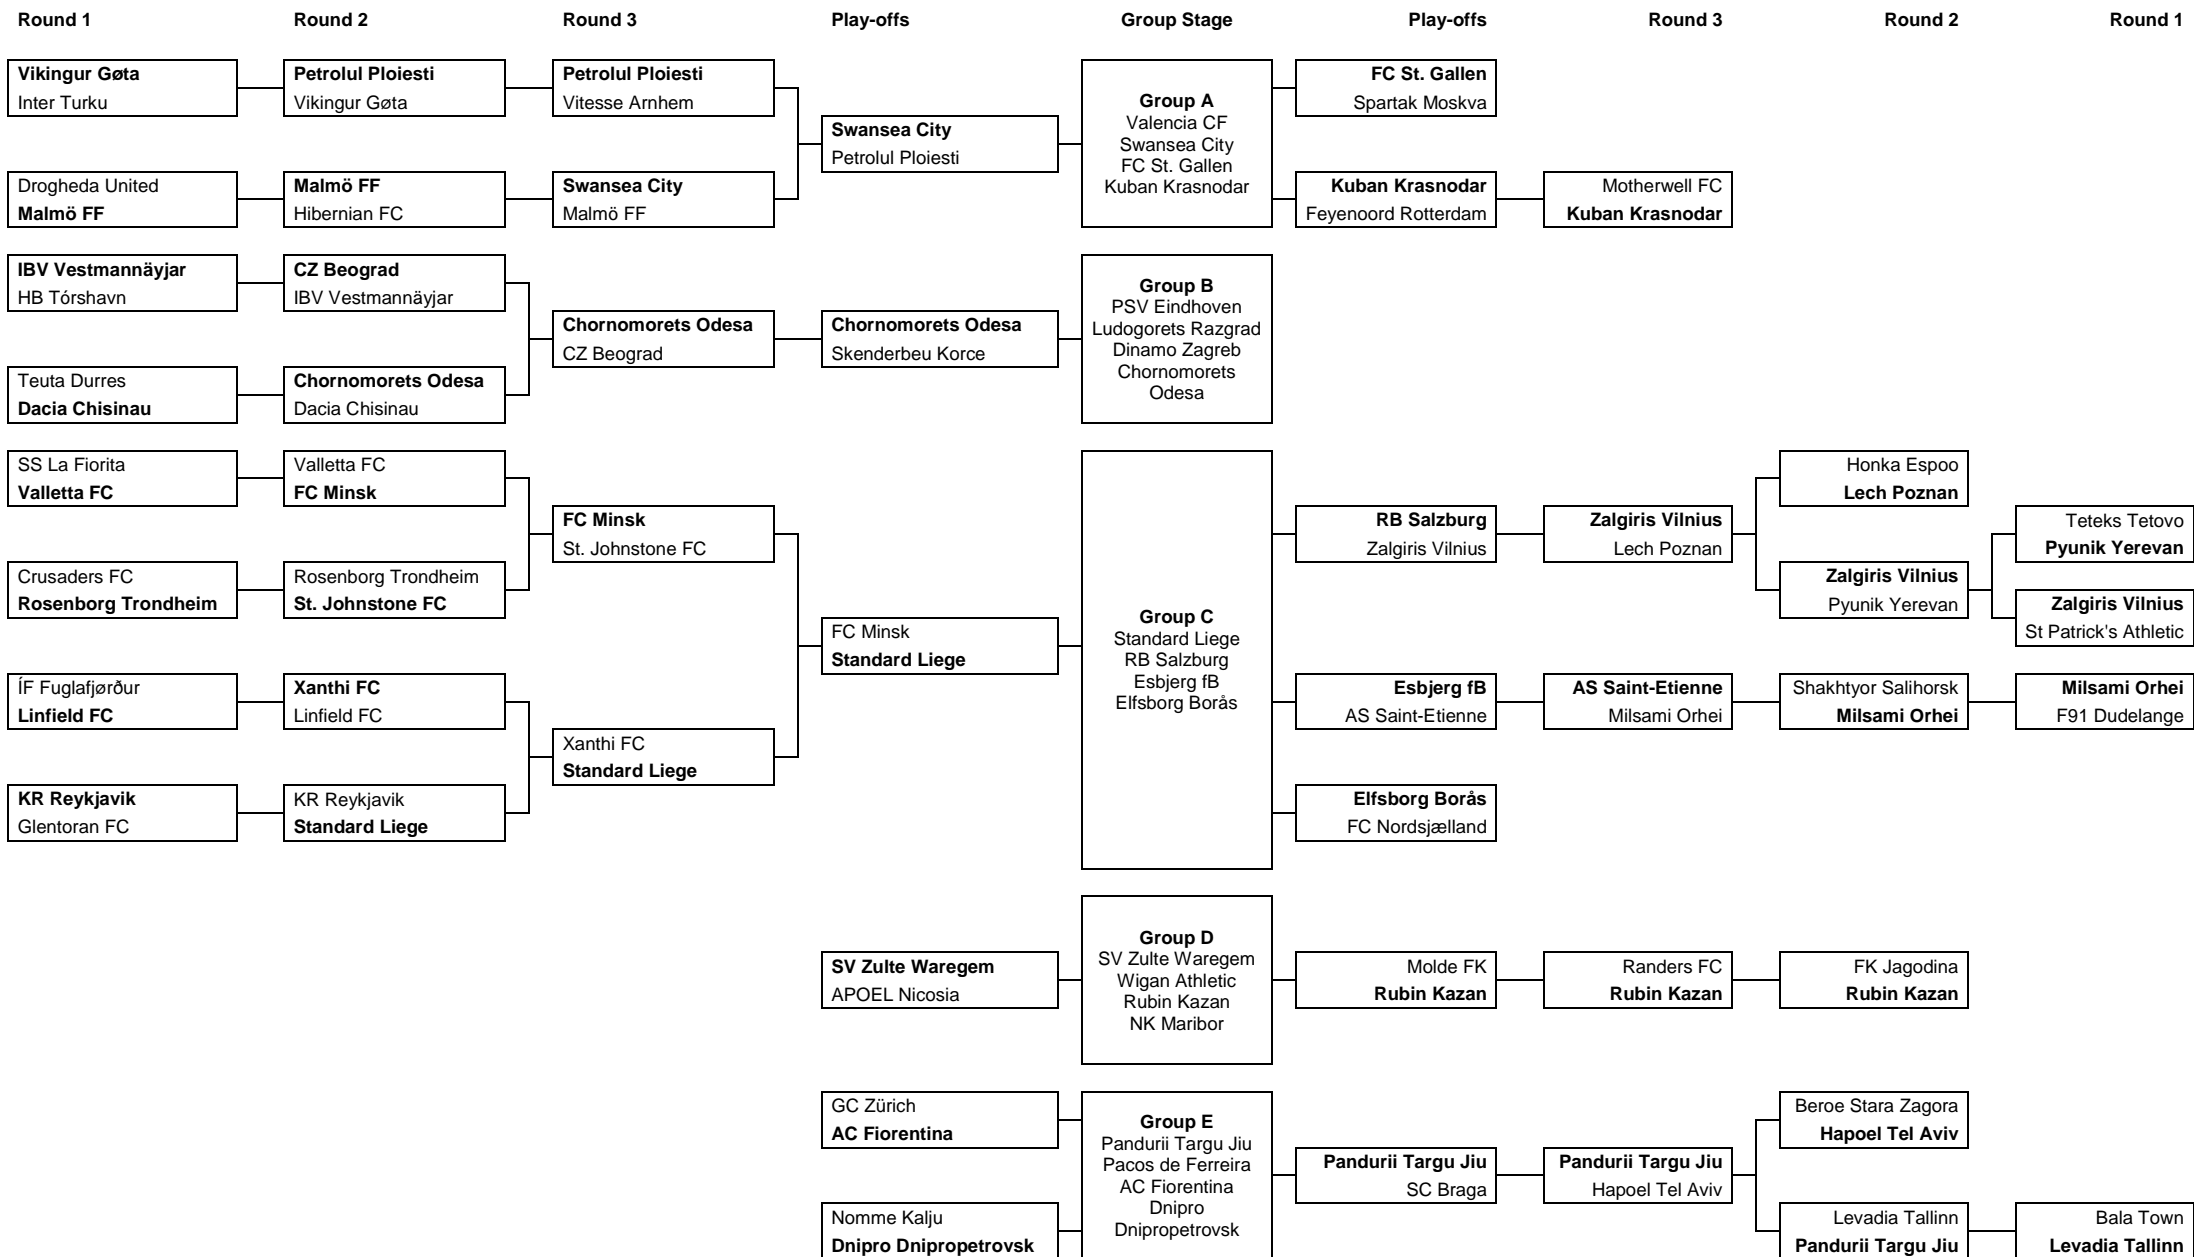 Round 1
Round 2
Round 3
Play-offs
Group Stage
Play-offs
Round 3
Round 2
Round 1
Vikingur Gøta
Inter Turku
Petrolul Ploiesti
Vikingur Gøta
Petrolul Ploiesti
Vitesse Arnhem
Swansea City
Petrolul Ploiesti
Drogheda United
Malmö FF
Malmö FF
Hibernian FC
Swansea City
Malmö FF
Group A
Valencia CF
Swansea City
FC St. Gallen
Kuban Krasnodar
FC St. Gallen
Spartak Moskva
Kuban Krasnodar
Feyenoord Rotterdam
Motherwell FC
Kuban Krasnodar
IBV Vestmannäyjar
HB Tórshavn
CZ Beograd
IBV Vestmannäyjar
Chornomorets Odesa
CZ Beograd
Chornomorets Odesa
Skenderbeu Korce
Teuta Durres
Dacia Chisinau
Chornomorets Odesa
Dacia Chisinau
Group B
PSV Eindhoven
Ludogorets Razgrad
Dinamo Zagreb
Chornomorets
Odesa
SS La Fiorita
Valletta FC
Valletta FC
FC Minsk
FC Minsk
St. Johnstone FC
Crusaders FC
Rosenborg Trondheim
Rosenborg Trondheim
St. Johnstone FC
FC Minsk
Standard Liege
ÍF Fuglafjørður
Linfield FC
Xanthi FC
Linfield FC
Xanthi FC
Standard Liege
KR Reykjavik
Glentoran FC
KR Reykjavik
Standard Liege
Group C
Standard Liege
RB Salzburg
Esbjerg fB
Elfsborg Borås
RB Salzburg
Zalgiris Vilnius
Zalgiris Vilnius
Lech Poznan
Honka Espoo
Lech Poznan
Zalgiris Vilnius
Pyunik Yerevan
Teteks Tetovo
Pyunik Yerevan
Zalgiris Vilnius
St Patrick's Athletic
Esbjerg fB
AS Saint-Etienne
AS Saint-Etienne
Milsami Orhei
Shakhtyor Salihorsk
Milsami Orhei
Milsami Orhei
F91 Dudelange
Elfsborg Borås
FC Nordsjælland
SV Zulte Waregem
APOEL Nicosia
Group D
SV Zulte Waregem
Wigan Athletic
Rubin Kazan
NK Maribor
Molde FK
Rubin Kazan
Randers FC
Rubin Kazan
FK Jagodina
Rubin Kazan
GC Zürich
AC Fiorentina
Nomme Kalju
Dnipro Dnipropetrovsk
Group E
Pandurii Targu Jiu
Pacos de Ferreira
AC Fiorentina
Dnipro
Dnipropetrovsk
Pandurii Targu Jiu
SC Braga
Pandurii Targu Jiu
Hapoel Tel Aviv
Beroe Stara Zagora
Hapoel Tel Aviv
Levadia Tallinn
Pandurii Targu Jiu
Bala Town
Levadia Tallinn